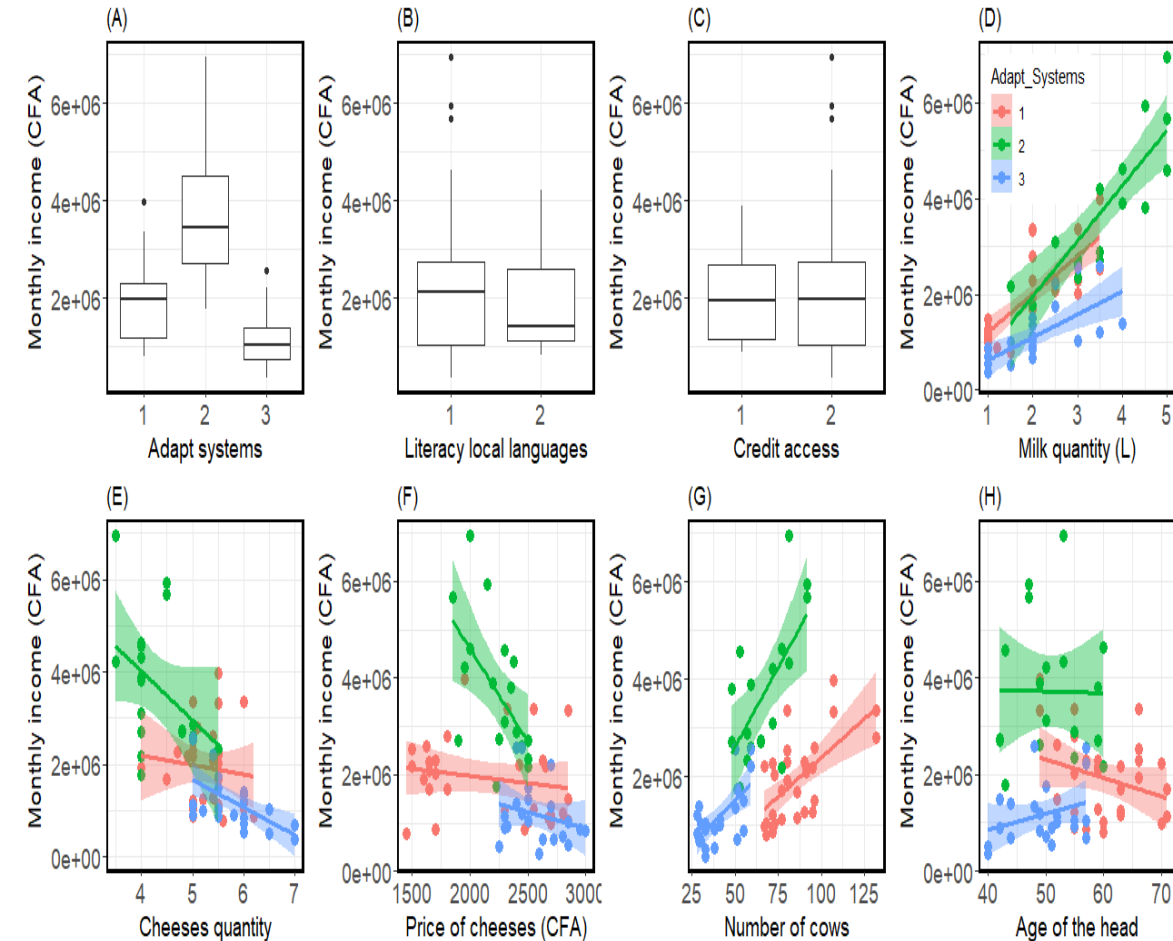 (A)
Monthly income (CFA)
6e+06
4e+06
2e+06
1 2 3
Adapt systems
(B)
Monthly income (CFA)
6e+06
4e+06
2e+06
1 2
Literacy local languages
(C)
Monthly income (CFA)
6e+06
4e+06
2e+06
1 2
Credit access
(D)
Monthly income (CFA)
6e+06
4e+06
2e+06
0e+00
Adapt_Systems
1
2
3
1 2 3 4 5
Milk quantity (L)
(E)
Monthly income (CFA)
6e+06
4e+06
2e+06
0e+00
4 5 6 7
Cheeses quantity
(F)
Monthly income (CFA)
6e+06
4e+06
2e+06
0e+00
1500 2000 2500 3000
Price of cheeses (CFA)
(G)
Monthly income (CFA)
6e+06
4e+06
2e+06
25 50 75 100 125
Number of cows
(H)
Monthly income (CFA)
6e+06
4e+06
2e+06
0e+00
40 50 60 70
Age of the head